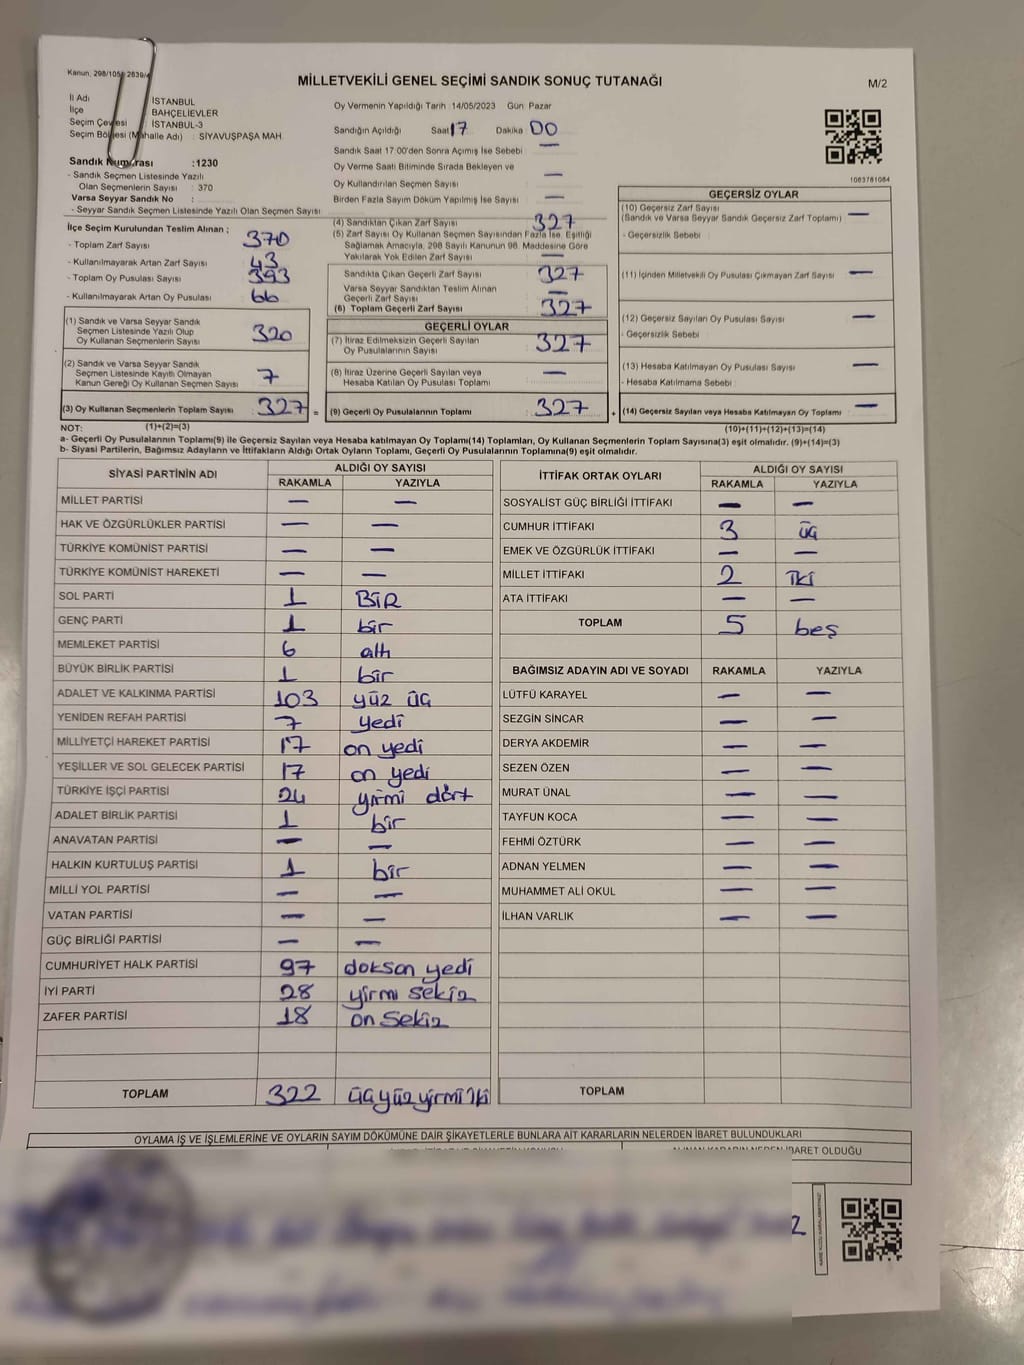 Kanun, 298/105
MİLLETVEKİLİ GENEL SEÇİMİ SANDIK SONUÇ TUTANAĞI
M/2
İl Adı İSTANBUL
İlçe BAHÇELİEVLER
Seçim Çevresi : İSTANBUL-3
Seçim Bölgesi (Mahalle Adı) : SİYAVUŞPAŞA MAH.
Oy Vermenin Yapıldığı Tarih :14/05/2023 Gün: Pazar
Sandığın Açıldığı Saat 17 Dakika 00
Sandık Saat 17:00'den Sonra Açılmış İse Sebebi —
Oy Verme Saati Bitiminde Sırada Bekleyen ve
Oy Kullandırılan Seçmen Sayısı —
Birden Fazla Sayım Döküm Yapılmış İse Sayısı —
1063781084
Sandık Numarası :1230
- Sandık Seçmen Listesinde Yazılı
Olan Seçmenlerin Sayısı : 370
Varsa Seyyar Sandık No :
- Seyyar Sandık Seçmen Listesinde Yazılı Olan Seçmen Sayısı :
İlçe Seçim Kurulundan Teslim Alınan ;
- Toplam Zarf Sayısı : 370
- Kullanılmayarak Artan Zarf Sayısı : 43
- Toplam Oy Pusulası Sayısı : 393
- Kullanılmayarak Artan Oy Pusulası : 66
(1) Sandık ve Varsa Seyyar Sandık
Seçmen Listesinde Yazılı Olup
Oy Kullanan Seçmenlerin Sayısı : 320
(2) Sandık ve Varsa Seyyar Sandık
Seçmen Listesinde Kayıtlı Olmayan
Kanun Gereği Oy Kullanan Seçmen Sayısı : 7
(3) Oy Kullanan Seçmenlerin Toplam Sayısı : 327 =
(4) Sandıktan Çıkan Zarf Sayısı : 327
(5) Zarf Sayısı Oy Kullanan Seçmen Sayısından Fazla İse, Eşitliği
Sağlamak Amacıyla, 298 Sayılı Kanunun 98. Maddesine Göre
Yakılarak Yok Edilen Zarf Sayısı :
Sandıkta Çıkan Geçerli Zarf Sayısı : 327
Varsa Seyyar Sandıktan Teslim Alınan
Geçerli Zarf Sayısı : —
(6) Toplam Geçerli Zarf Sayısı : 327
GEÇERLİ OYLAR
(7) İtiraz Edilmeksizin Geçerli Sayılan
Oy Pusulalarının Sayısı : 327
(8) İtiraz Üzerine Geçerli Sayılan veya
Hesaba Katılan Oy Pusulası Toplamı : —
(9) Geçerli Oy Pusulalarının Toplamı : 327 +
GEÇERSİZ OYLAR
(10) Geçersiz Zarf Sayısı : —
(Sandık ve Varsa Seyyar Sandık Geçersiz Zarf Toplamı)
- Geçersizlik Sebebi :
(11) İçinden Milletvekili Oy Pusulası Çıkmayan Zarf Sayısı : —
(12) Geçersiz Sayılan Oy Pusulası Sayısı : —
- Geçersizlik Sebebi :
(13) Hesaba Katılmayan Oy Pusulası Sayısı : —
- Hesaba Katılmama Sebebi :
(14) Geçersiz Sayılan veya Hesaba Katılmayan Oy Toplamı : —
NOT: (1)+(2)=(3) (10)+(11)+(12)+(13)=(14)
a- Geçerli Oy Pusulalarının Toplamı(9) ile Geçersiz Sayılan veya Hesaba katılmayan Oy Toplamı(14) Toplamları, Oy Kullanan Seçmenlerin Toplam Sayısına(3) eşit olmalıdır. (9)+(14)=(3)
b- Siyasi Partilerin, Bağımsız Adayların ve İttifakların Aldığı Ortak Oyların Toplamı, Geçerli Oy Pusulalarının Toplamına(9) eşit olmalıdır.
SİYASİ PARTİNİN ADI ALDIĞI OY SAYISI
RAKAMLA YAZIYLA
MİLLET PARTİSİ — —
HAK VE ÖZGÜRLÜKLER PARTİSİ — —
TÜRKİYE KOMÜNİST PARTİSİ — —
TÜRKİYE KOMÜNİST HAREKETİ — —
SOL PARTİ 1 BİR
GENÇ PARTİ 1 bir
MEMLEKET PARTİSİ 6 altı
BÜYÜK BİRLİK PARTİSİ 1 bir
ADALET VE KALKINMA PARTİSİ 103 yüz üç
YENİDEN REFAH PARTİSİ 7 yedi
MİLLİYETÇİ HAREKET PARTİSİ 17 on yedi
YEŞİLLER VE SOL GELECEK PARTİSİ 17 on yedi
TÜRKİYE İŞÇİ PARTİSİ 24 yirmi dört
ADALET BİRLİK PARTİSİ 1 bir
ANAVATAN PARTİSİ — —
HALKIN KURTULUŞ PARTİSİ 1 bir
MİLLİ YOL PARTİSİ — —
VATAN PARTİSİ — —
GÜÇ BİRLİĞİ PARTİSİ — —
CUMHURİYET HALK PARTİSİ 97 doksan yedi
İYİ PARTİ 28 yirmi sekiz
ZAFER PARTİSİ 18 on sekiz
TOPLAM 322 üçyüzyirmi iki
İTTİFAK ORTAK OYLARI ALDIĞI OY SAYISI
RAKAMLA YAZIYLA
SOSYALİST GÜÇ BİRLİĞİ İTTİFAKI — —
CUMHUR İTTİFAKI 3 üç
EMEK VE ÖZGÜRLÜK İTTİFAKI — —
MİLLET İTTİFAKI 2 iki
ATA İTTİFAKI — —
TOPLAM 5 beş
BAĞIMSIZ ADAYIN ADI VE SOYADI RAKAMLA YAZIYLA
LÜTFÜ KARAYEL — —
SEZGİN SİNCAR — —
DERYA AKDEMİR — —
SEZEN ÖZEN — —
MURAT ÜNAL — —
TAYFUN KOCA — —
FEHMİ ÖZTÜRK — —
ADNAN YELMEN — —
MUHAMMET ALİ OKUL — —
İLHAN VARLIK — —
TOPLAM
OYLAMA İŞ VE İŞLEMLERİNE VE OYLARIN SAYIM DÖKÜMÜNE DAİR ŞİKAYETLERLE BUNLARA AİT KARARLARIN NELERDEN İBARET BULUNDUKLARI
ALINAN KARARIN NEDEN İBARET OLDUĞU
2